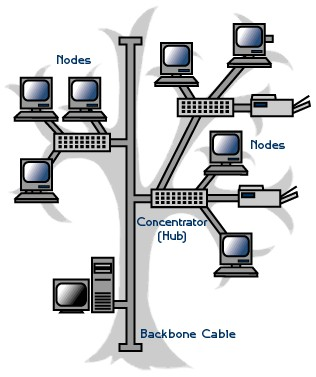 Nodes
Nodes
Concentrator
(Hub)
Backbone Cable